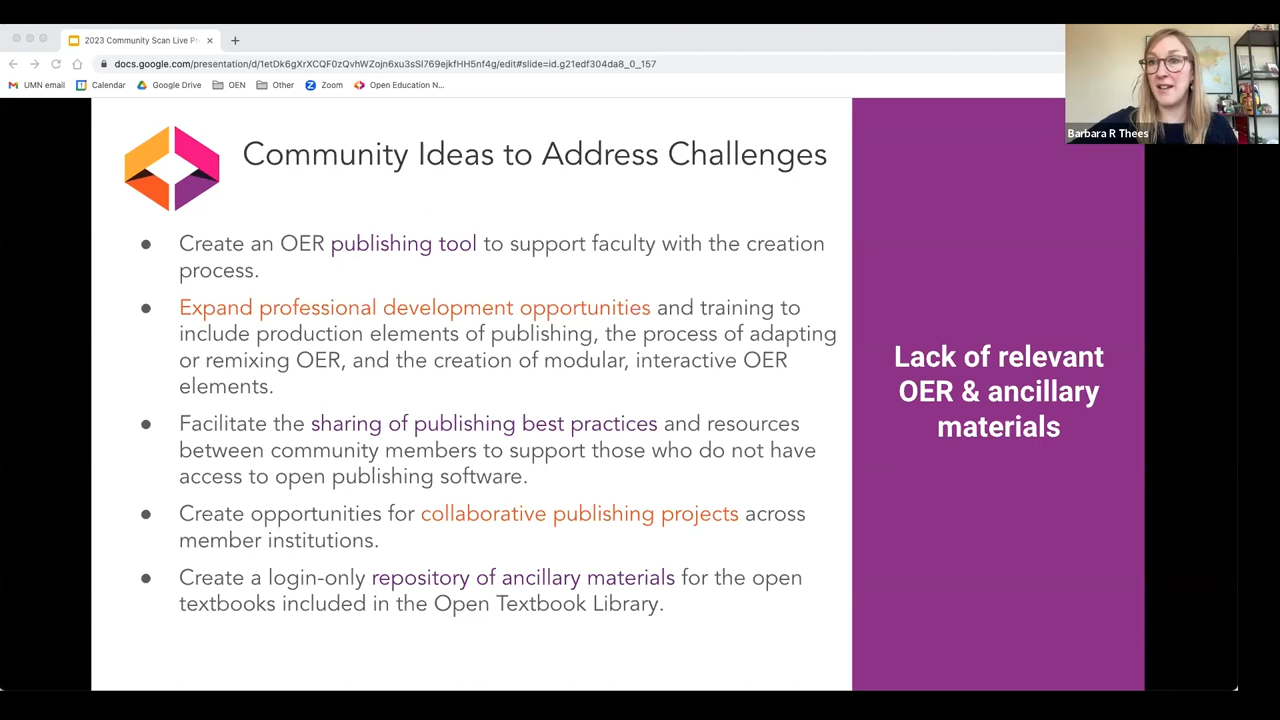 2023 Community Scan Live Pr
docs.google.com/presentation/d/1etDk6gXrXCQF0zQvhWZojn6xu3sSl769ejkfHH5nf4g/edit#slide=id.g21edf304da8_0_157
UMN email
Calendar
Google Drive
OEN
Other
Zoom
Open Education N...
Barbara R Thees
Community Ideas to Address Challenges
● Create an OER publishing tool to support faculty with the creation
process.
● Expand professional development opportunities and training to
include production elements of publishing, the process of adapting
or remixing OER, and the creation of modular, interactive OER
elements.
● Facilitate the sharing of publishing best practices and resources
between community members to support those who do not have
access to open publishing software.
● Create opportunities for collaborative publishing projects across
member institutions.
● Create a login-only repository of ancillary materials for the open
textbooks included in the Open Textbook Library.
Lack of relevant
OER & ancillary
materials